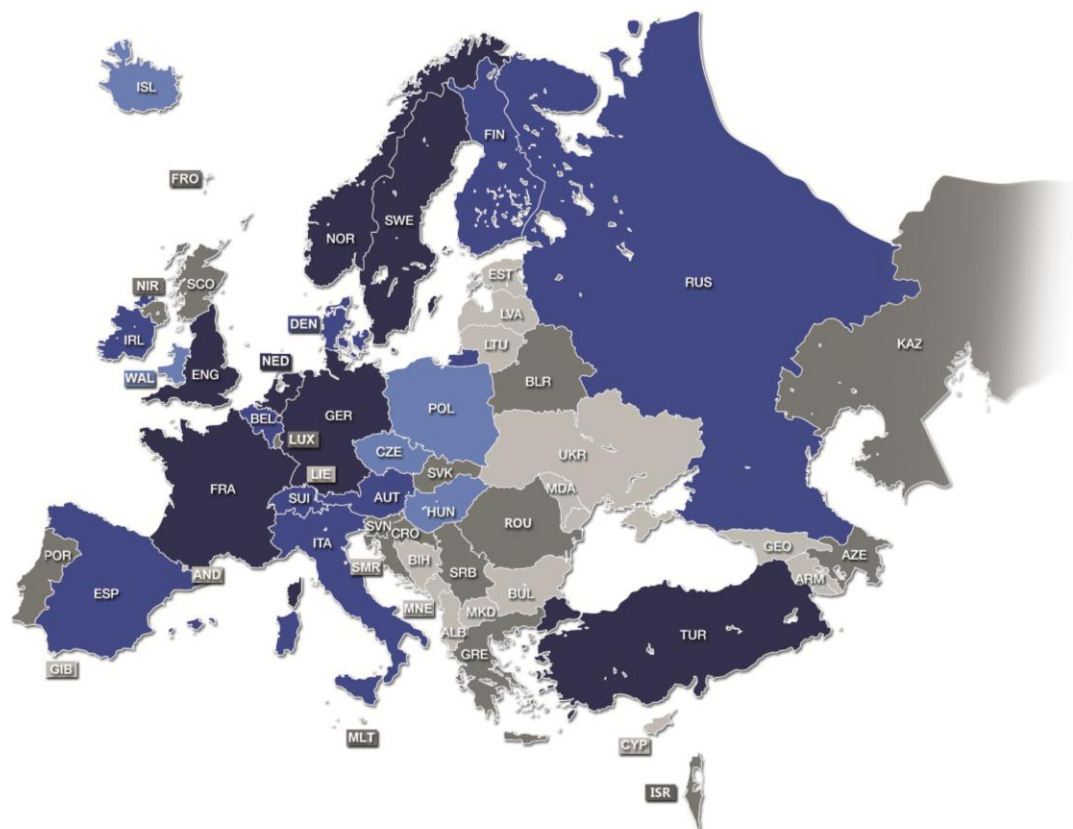 ISL
FIN
FRO
SWE
NOR
EST
SCO
RUS
NIR
LVA
DEN
IRL
KAZ
LTU
NED
ENG
WAL
BLR
POL
GER
BEL
LUX
CZE
UKR
LIE
SVK
FRA
MDA
SUI
AUT
HUN
ROU
SVN
CRO
ITA
GEO
POR
AZE
BIH
SMR
SRB
AND
ARM
BUL
ESP
MNE
MKD
ALB
TUR
GRE
GIB
MLT
CYP
ISR